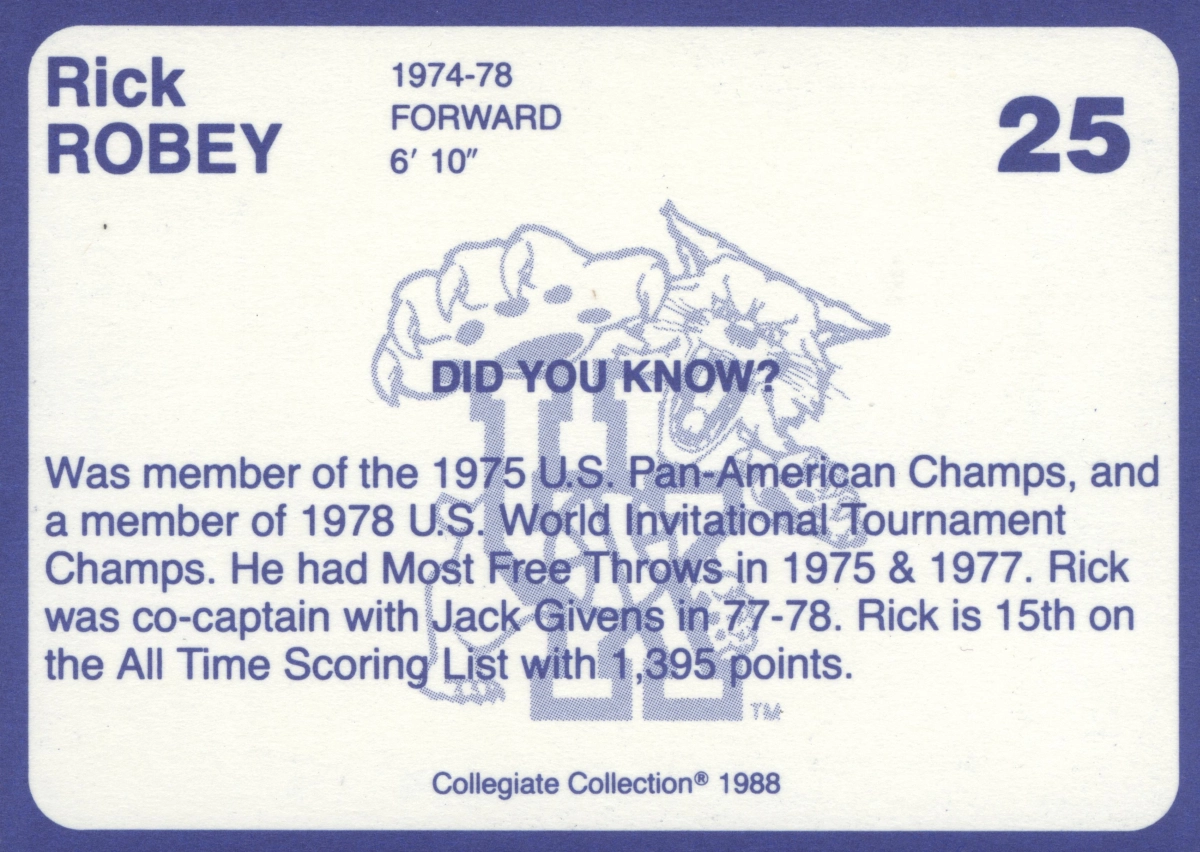 Rick
ROBEY
1974-78
FORWARD
6' 10"
25
DID YOU KNOW?
Was member of the 1975 U.S. Pan-American Champs, and
a member of 1978 U.S. World Invitational Tournament
Champs. He had Most Free Throws in 1975 & 1977. Rick
was co-captain with Jack Givens in 77-78. Rick is 15th on
the All Time Scoring List with 1,395 points.
UK
TM
Collegiate Collection® 1988